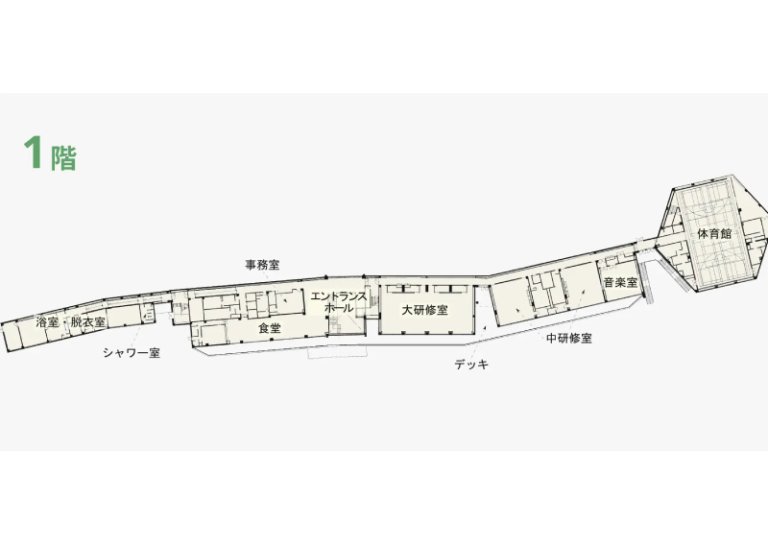 1階
体育館
事務室
音楽室
エントランス
ホール
大研修室
浴室・脱衣室
食堂
中研修室
シャワー室
デッキ